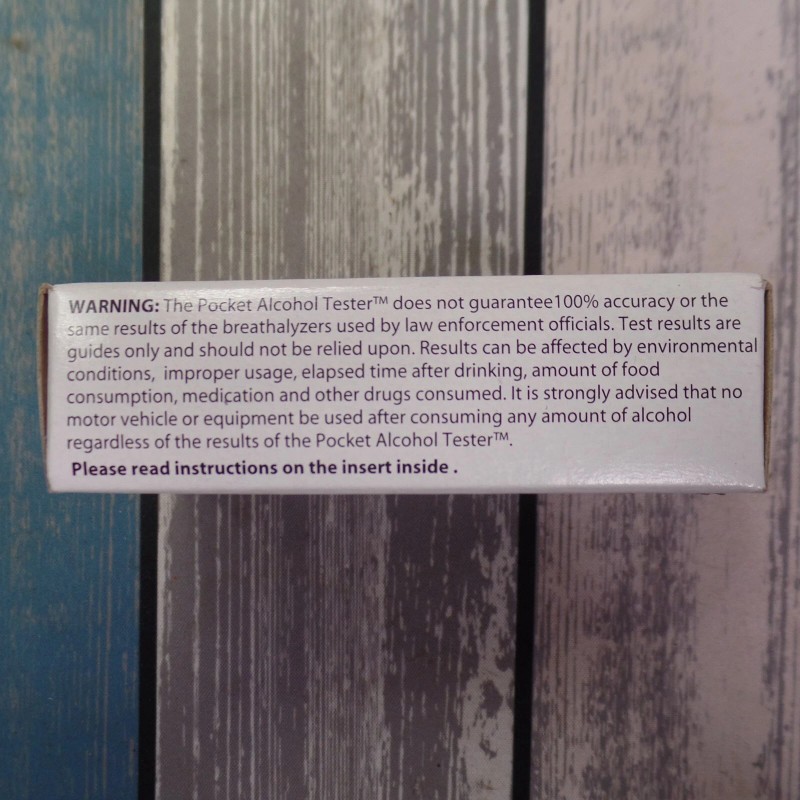 WARNING: The Pocket Alcohol Tester™ does not guarantee100% accuracy or the
same results of the breathalyzers used by law enforcement officials. Test results are
guides only and should not be relied upon. Results can be affected by environmental
conditions, improper usage, elapsed time after drinking, amount of food
consumption, medication and other drugs consumed. It is strongly advised that no
motor vehicle or equipment be used after consuming any amount of alcohol
regardless of the results of the Pocket Alcohol Tester™.
Please read instructions on the insert inside .